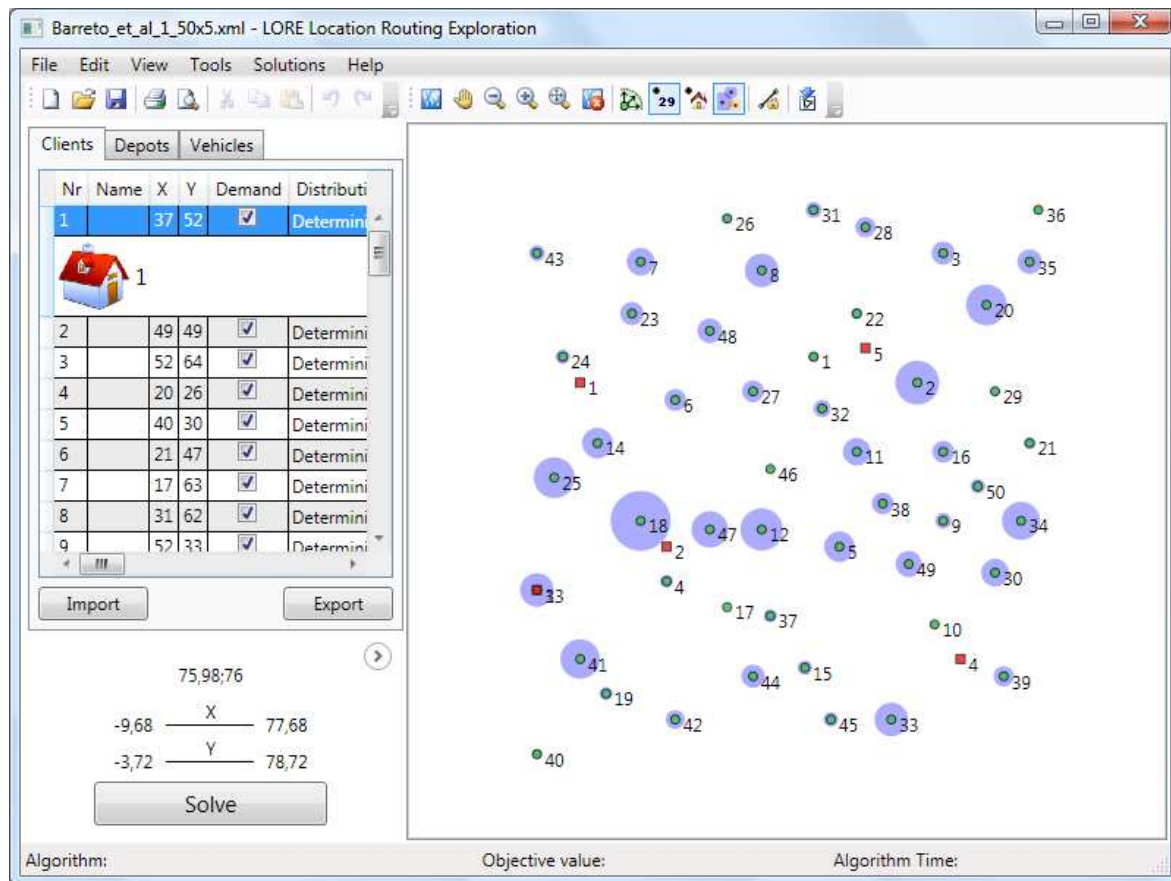 Barreto_et_al_1_50x5.xml - LORE Location Routing Exploration
File Edit View Tools Solutions Help
29
Clients Depots Vehicles
Nr Name X Y Demand Distributi
1 37 52 Determini
1
2 49 49 Determini
3 52 64 Determini
4 20 26 Determini
5 40 30 Determini
6 21 47 Determini
7 17 63 Determini
8 31 62 Determini
9 52 33 Determini
Import Export
75,98;76
-9,68 X 77,68
-3,72 Y 78,72
Solve
31 36
26
28
43 3
7 8 35
20
23 22
48
5
24 1
1 2
6 27 29
32
14 21
11 16
46
25 50
38
18 47 12 9 34
2 5
49 30
4
13
17 37
10
41 4
15
44 39
19
42 45 33
40
Algorithm: Objective value: Algorithm Time: